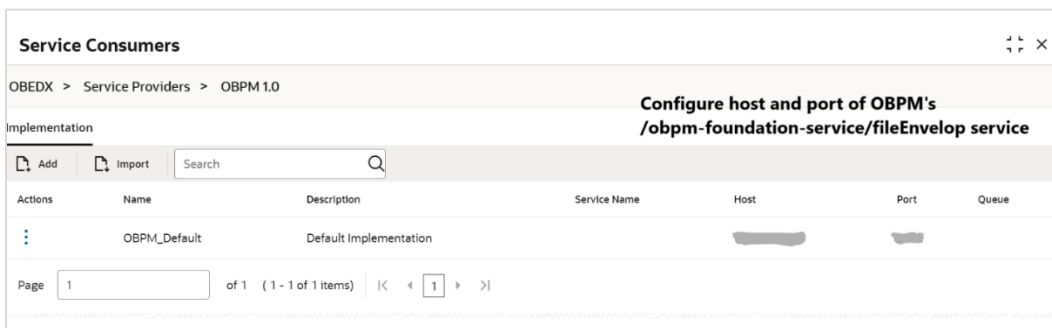 Service Consumers
OBEDX > Service Providers > OBPM 1.0
Configure host and port of OBPM's
/obpm-foundation-service/fileEnvelop service
Implementation
Add Import Search
Actions Name Description Service Name Host Port Queue
OBPM_Default Default Implementation
Page 1 of 1 ( 1 - 1 of 1 items) 1